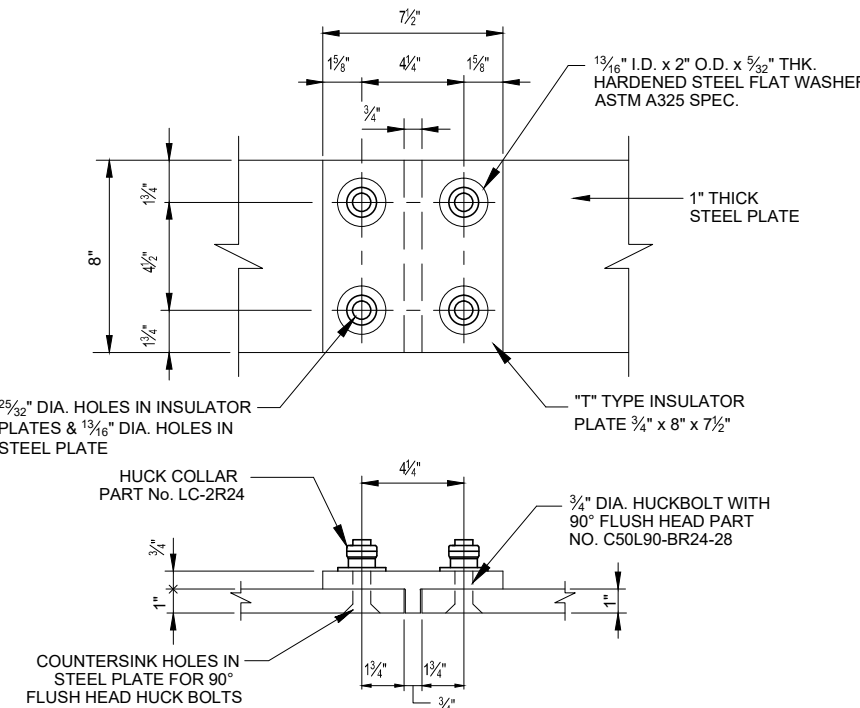 7½"
1⅝"
4¼"
1⅝"
¾"
¹³⁄₁₆" I.D. x 2" O.D. x ⁵⁄₃₂" THK.
HARDENED STEEL FLAT WASHER
ASTM A325 SPEC.
1" THICK
STEEL PLATE
8"
1¾"
4½"
1¾"
²⁵⁄₃₂" DIA. HOLES IN INSULATOR
PLATES & ¹³⁄₁₆" DIA. HOLES IN
STEEL PLATE
"T" TYPE INSULATOR
PLATE ¾" x 8" x 7½"
HUCK COLLAR
PART No. LC-2R24
4¼"
¾" DIA. HUCKBOLT WITH
90° FLUSH HEAD PART
NO. C50L90-BR24-28
¾"
1"
1"
COUNTERSINK HOLES IN
STEEL PLATE FOR 90°
FLUSH HEAD HUCK BOLTS
1¾"
1¾"
¾"